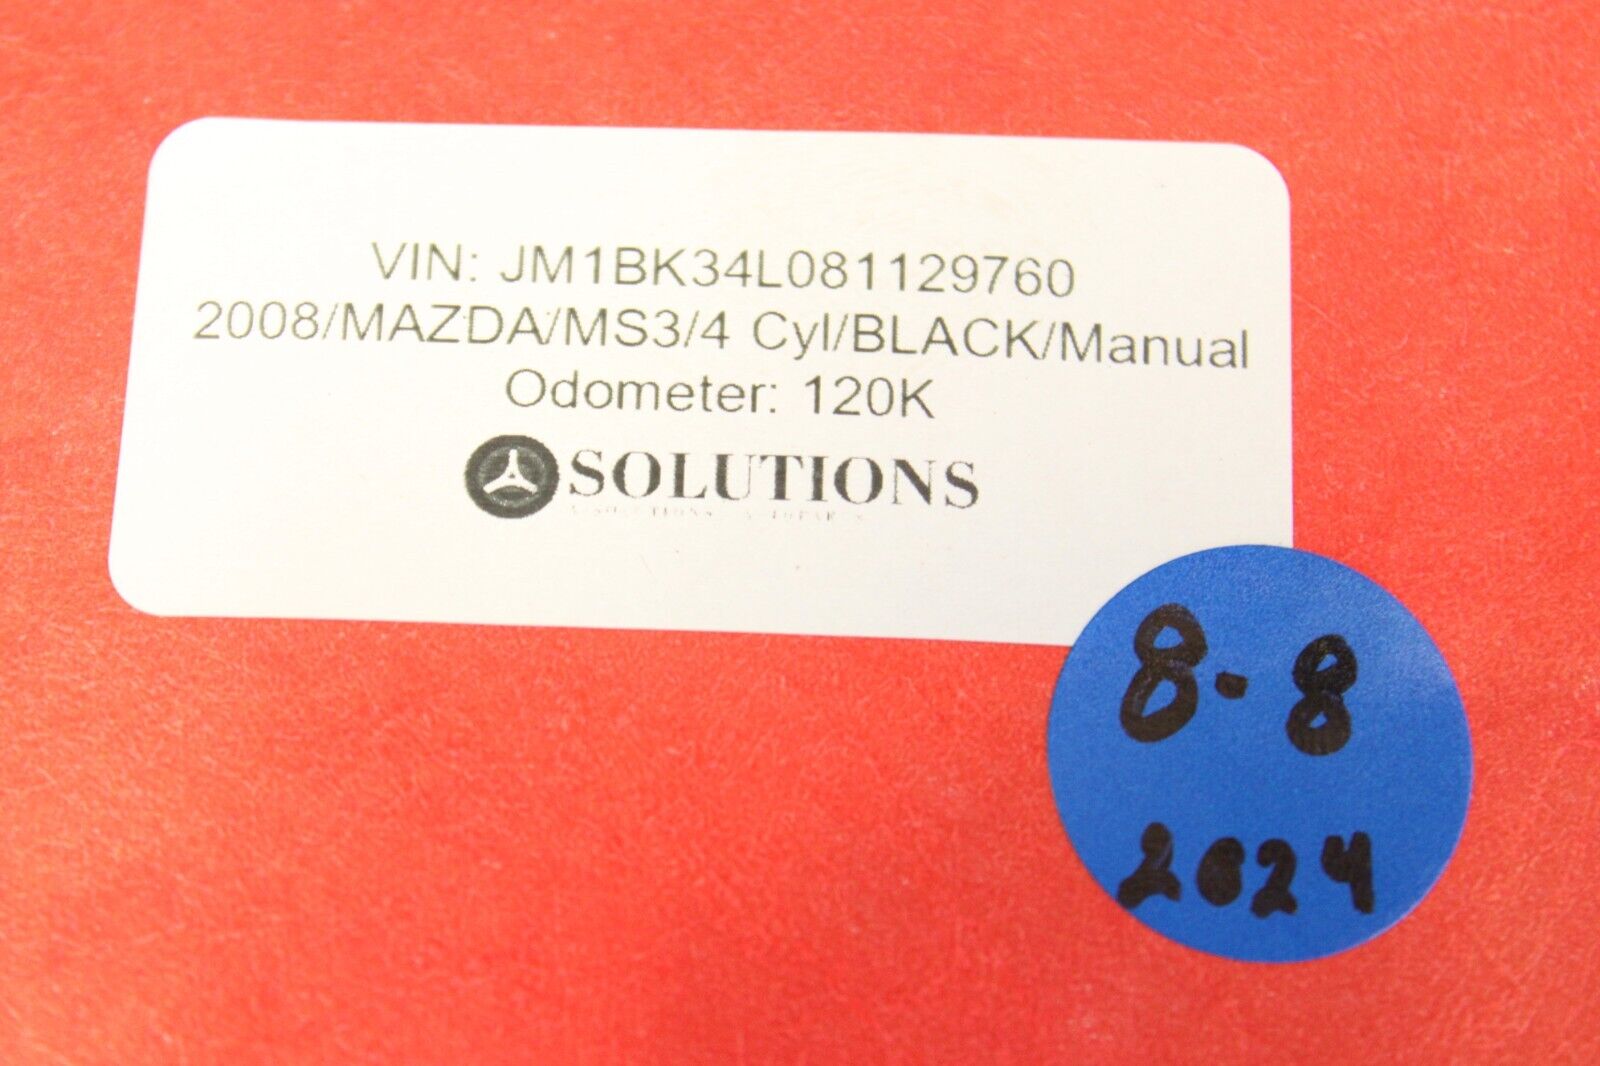 VIN: JM1BK34L081129760
2008/MAZDA/MS3/4 Cyl/BLACK/Manual
Odometer: 120K
SOLUTIONS
8-8
2024